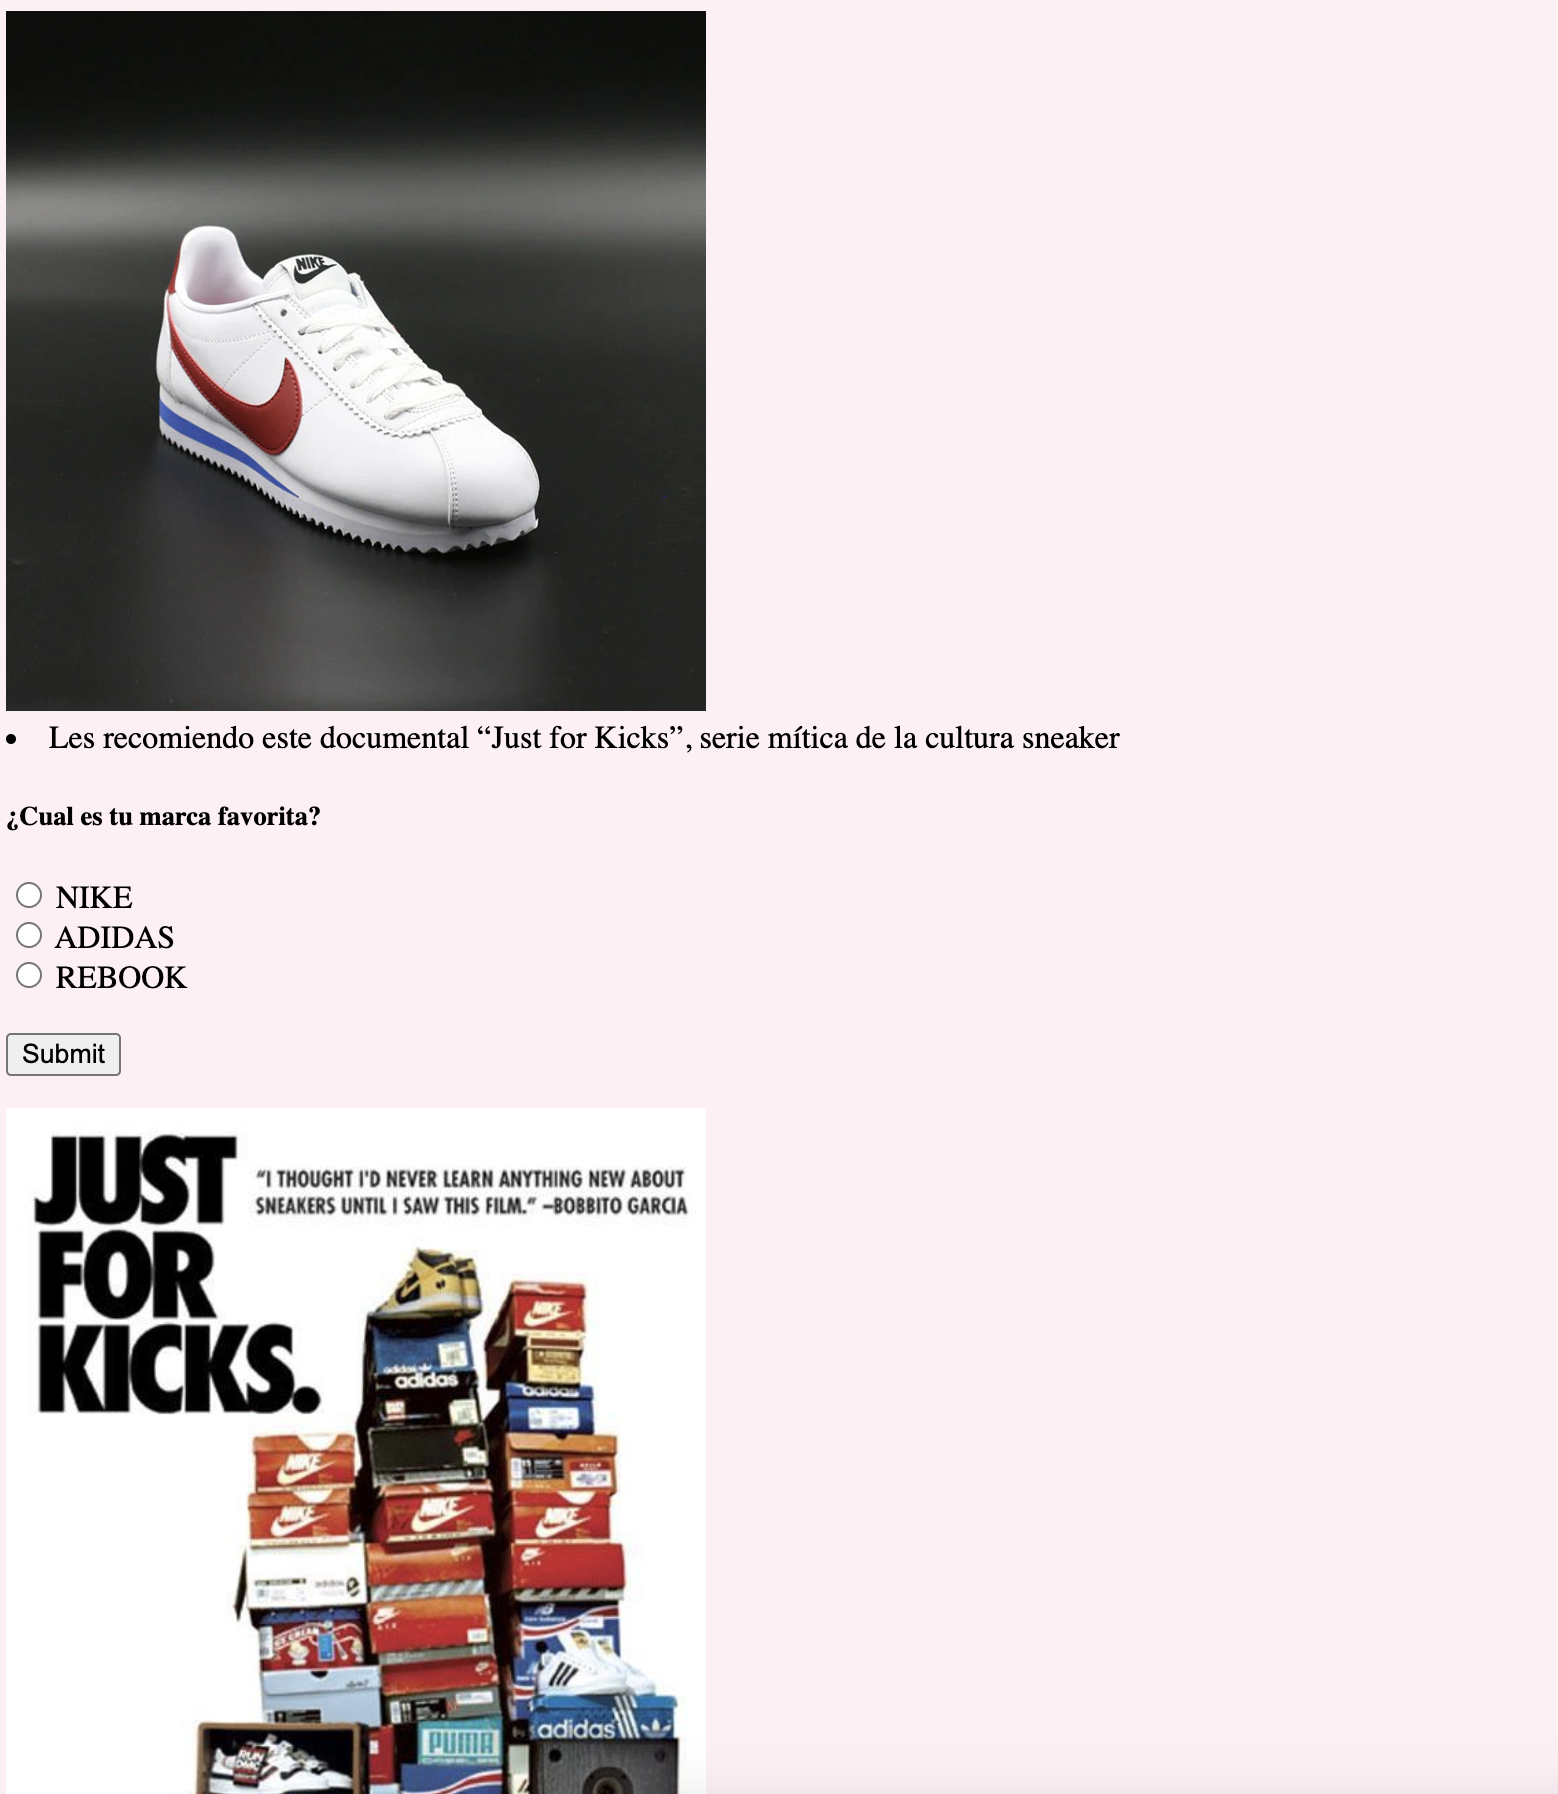 NIKE
Les recomiendo este documental “Just for Kicks”, serie mítica de la cultura sneaker
¿Cual es tu marca favorita?
NIKE
ADIDAS
REBOOK
Submit
JUST
FOR
KICKS.
“I THOUGHT I'D NEVER LEARN ANYTHING NEW ABOUT
SNEAKERS UNTIL I SAW THIS FILM.” –BOBBITO GARCIA
NIKE
adidas
adidas
adidas
NIKE
NIKE
NIKE
NIKE
adidas
AIR
PUMA
adidas